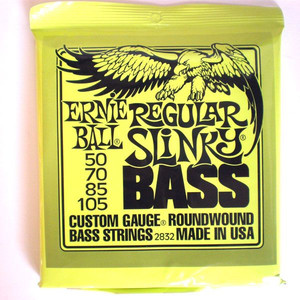 ERNIE BALL®
REGULAR
SLINKY®
BASS
50
70
85
105
CUSTOM GAUGE® ROUNDWOUND
BASS STRINGS 2832 MADE IN USA